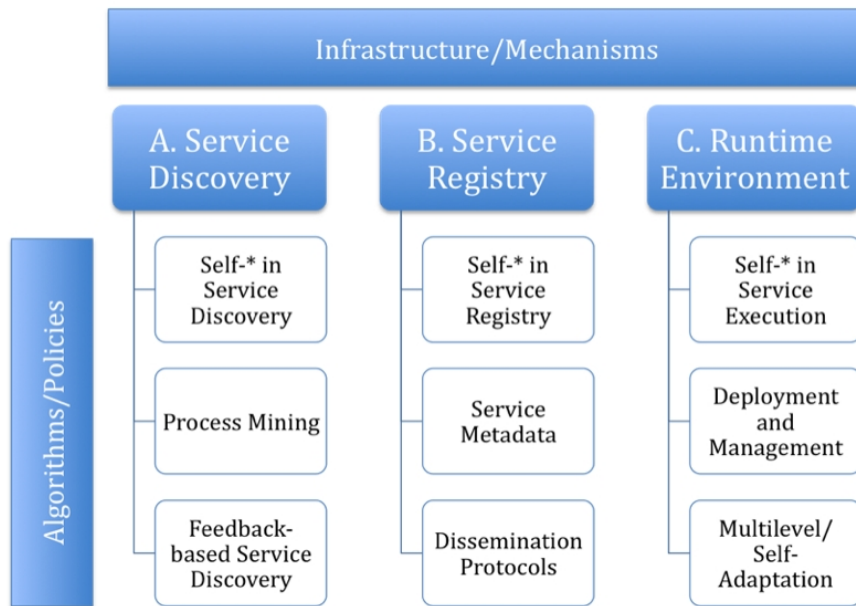 Infrastructure/Mechanisms
A. Service
Discovery
B. Service
Registry
C. Runtime
Environment
Algorithms/Policies
Self-* in
Service
Discovery
Process Mining
Feedback-
based Service
Discovery
Self-* in
Service
Registry
Service
Metadata
Dissemination
Protocols
Self-* in
Service
Execution
Deployment
and
Management
Multilevel/
Self-
Adaptation